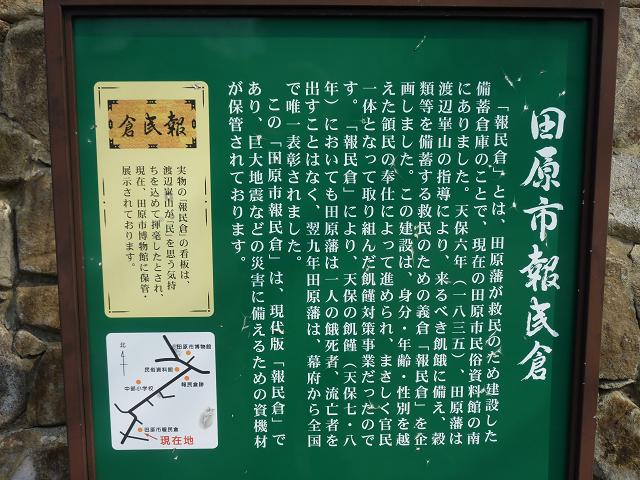 田原市報民倉
「報民倉」とは、田原藩が救民のため建設した
備蓄倉庫のことで、現在の田原市民俗資料館の南
にありました。天保六年（一八三五）、田原藩は
渡辺崋山の指導により、来るべき飢餓に備え、穀
類等を備蓄する救民のための義倉「報民倉」を企
画しました。この建設は、身分・年齢・性別を越
えた領民の奉仕によって進められ、まさしく官民
一体となって取り組んだ飢饉対策事業だったので
す。「報民倉」により、天保の飢饉（天保七・八
年）においても田原藩は一人の餓死者、流亡者を
出すことはなく、翌九年田原藩は、幕府から全国
で唯一表彰されました。
この「田原市報民倉」は、現代版「報民倉」で
あり、巨大地震などの災害に備えるための資機材
が保管されております。
報民倉
実物の「報民倉」の看板は、
渡辺崋山が「民」を思う気持
ちを込めて揮毫したとされ、
現在、田原市博物館に保管・
展示されております。
北
田原市博物館
民俗資料館
報民倉跡
中部小学校
田原市報民倉
現在地